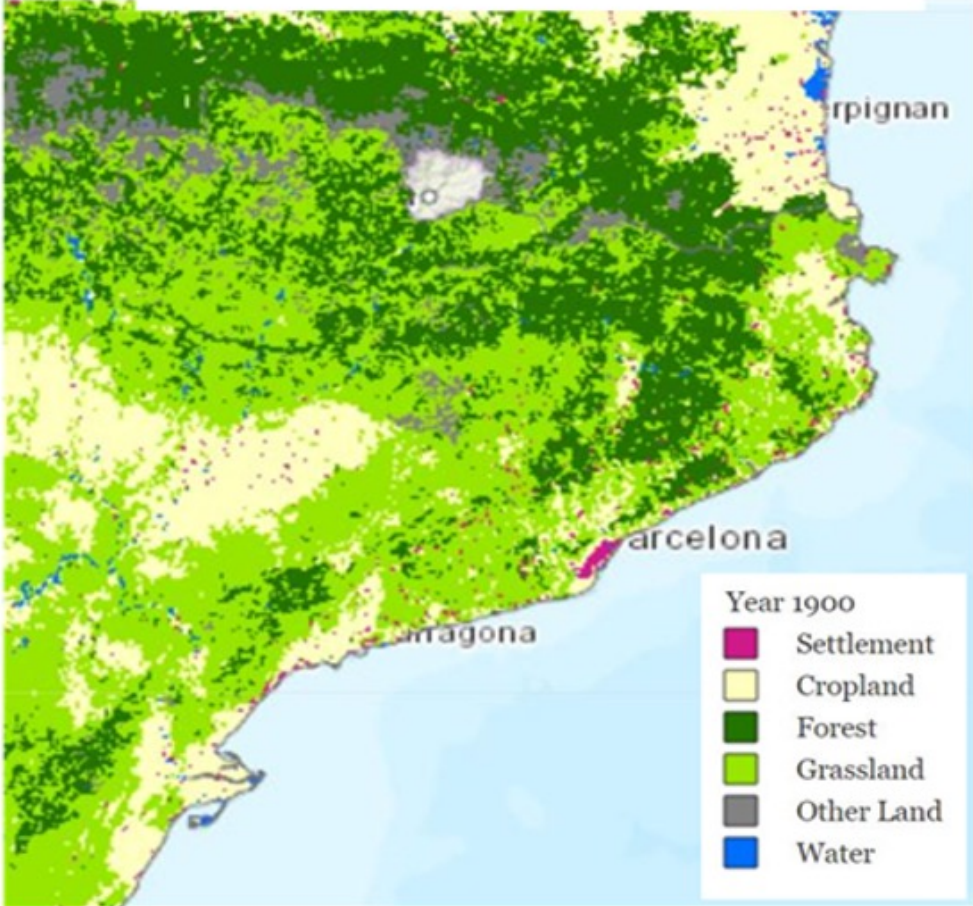 rpignan
arcelona
rragona
Year 1900
Settlement
Cropland
Forest
Grassland
Other Land
Water